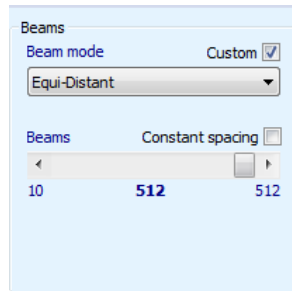 Beams
Beam mode Custom
Equi-Distant
Beams Constant spacing
10 512 512